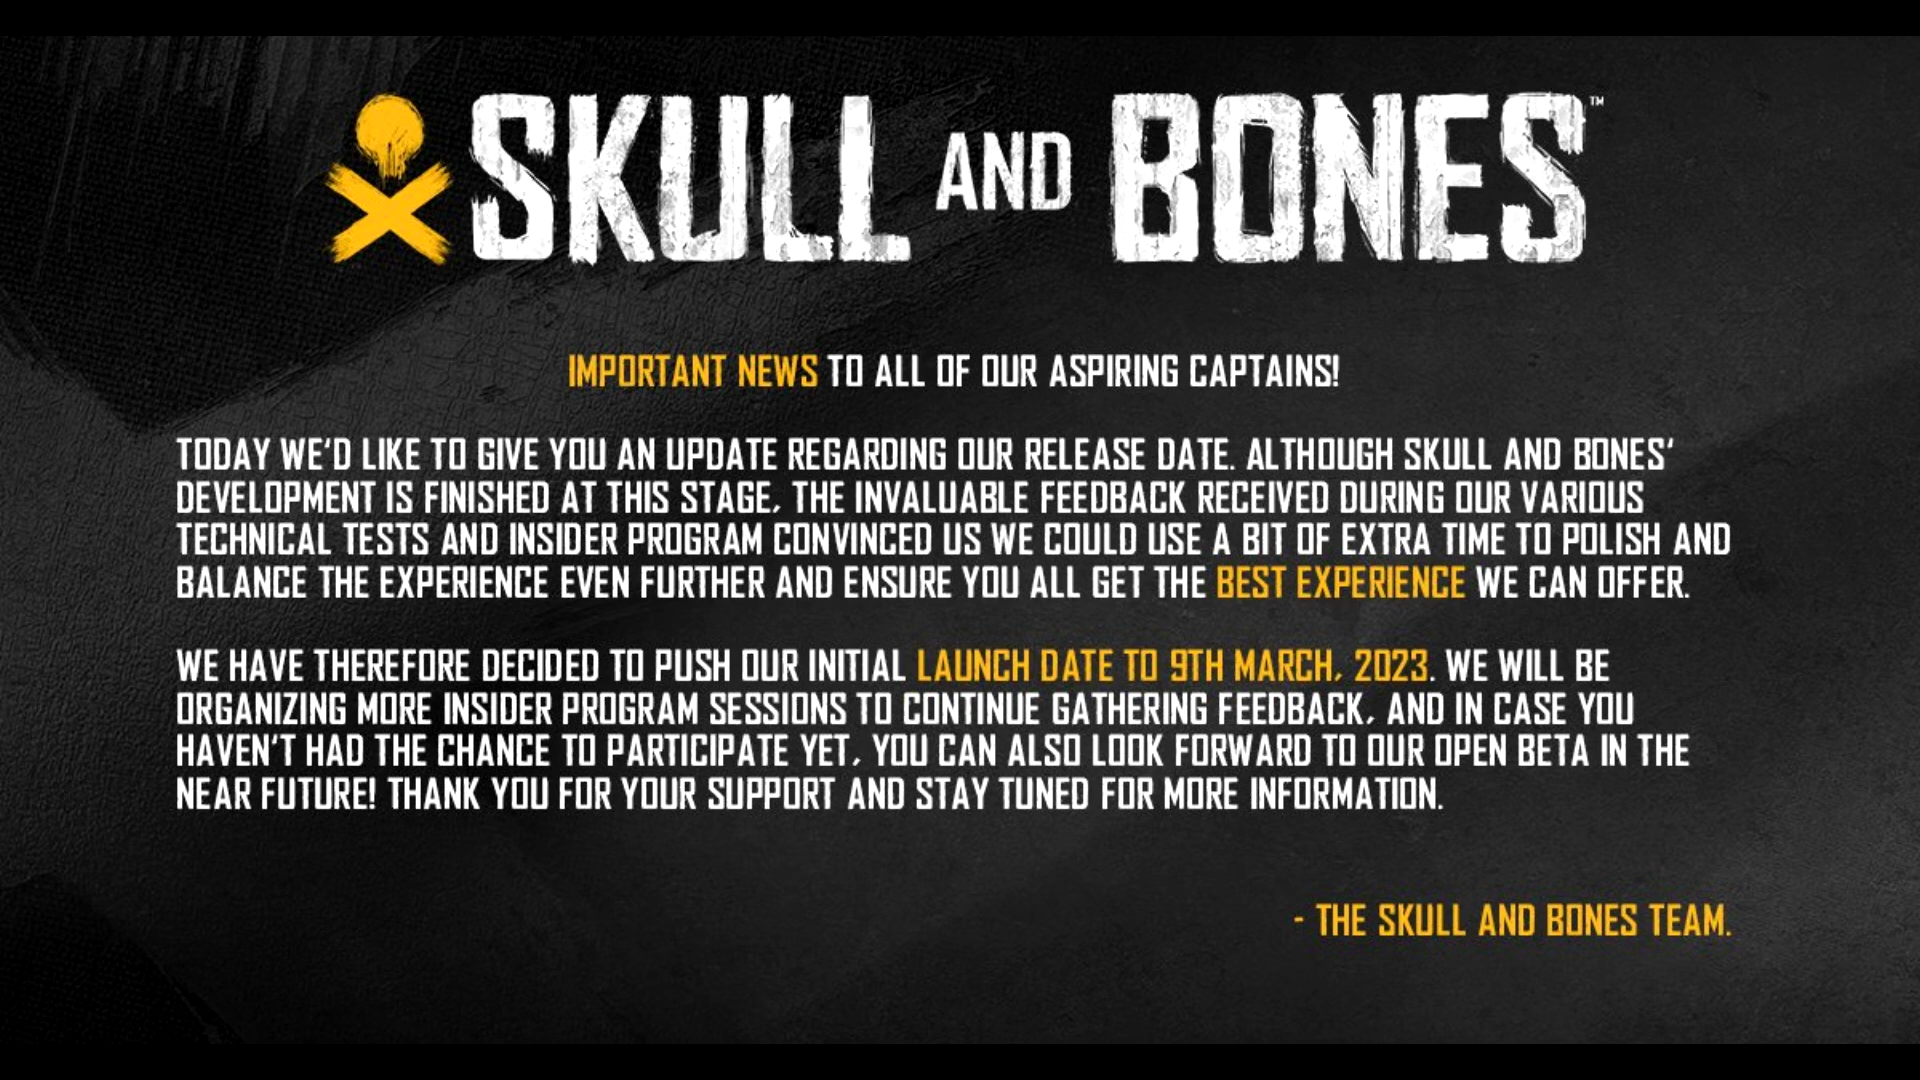 SKULL AND BONES™
IMPORTANT NEWS TO ALL OF OUR ASPIRING CAPTAINS!
TODAY WE'D LIKE TO GIVE YOU AN UPDATE REGARDING OUR RELEASE DATE. ALTHOUGH SKULL AND BONES'
DEVELOPMENT IS FINISHED AT THIS STAGE, THE INVALUABLE FEEDBACK RECEIVED DURING OUR VARIOUS
TECHNICAL TESTS AND INSIDER PROGRAM CONVINCED US WE COULD USE A BIT OF EXTRA TIME TO POLISH AND
BALANCE THE EXPERIENCE EVEN FURTHER AND ENSURE YOU ALL GET THE BEST EXPERIENCE WE CAN OFFER.
WE HAVE THEREFORE DECIDED TO PUSH OUR INITIAL LAUNCH DATE TO 9TH MARCH, 2023. WE WILL BE
ORGANIZING MORE INSIDER PROGRAM SESSIONS TO CONTINUE GATHERING FEEDBACK, AND IN CASE YOU
HAVEN'T HAD THE CHANCE TO PARTICIPATE YET, YOU CAN ALSO LOOK FORWARD TO OUR OPEN BETA IN THE
NEAR FUTURE! THANK YOU FOR YOUR SUPPORT AND STAY TUNED FOR MORE INFORMATION.
- THE SKULL AND BONES TEAM.